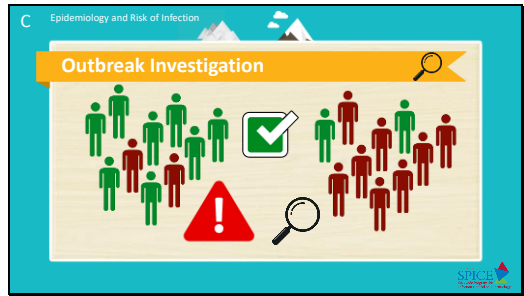 C
Epidemiology and Risk of Infection
Outbreak Investigation
SPICE